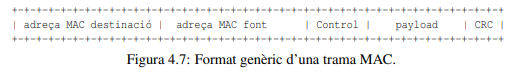 +-+-+-+-+-+-+-+-+-+-+-+-+-+-+-+-+-+-+-+-+-+-+-+-+-+-+-+-+-+-+-+-+-+-+-+-+-+-+-+-+
| adreça MAC destinació | adreça MAC font | Control | payload | CRC |
+-+-+-+-+-+-+-+-+-+-+-+-+-+-+-+-+-+-+-+-+-+-+-+-+-+-+-+-+-+-+-+-+-+-+-+-+-+-+-+-+
Figura 4.7: Format genèric d'una trama MAC.